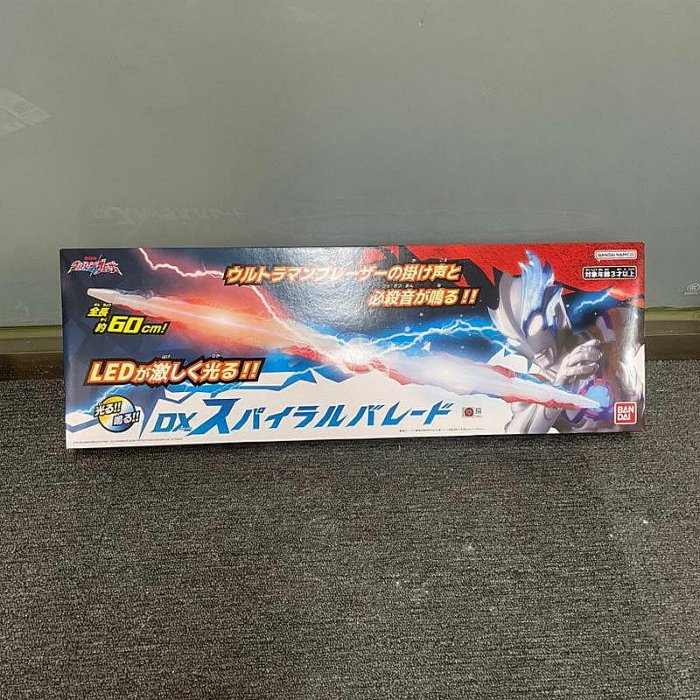 ウルトラマンブレーザー
BANDAI NAMCO
対象年齢3才以上
ウルトラマンブレーザーの掛け声と
必殺音が鳴る!!
全長
約60cm!
LEDが激しく光る!!
光る!!
鳴る!!
DXスパイラルバレード
BAN
DAI